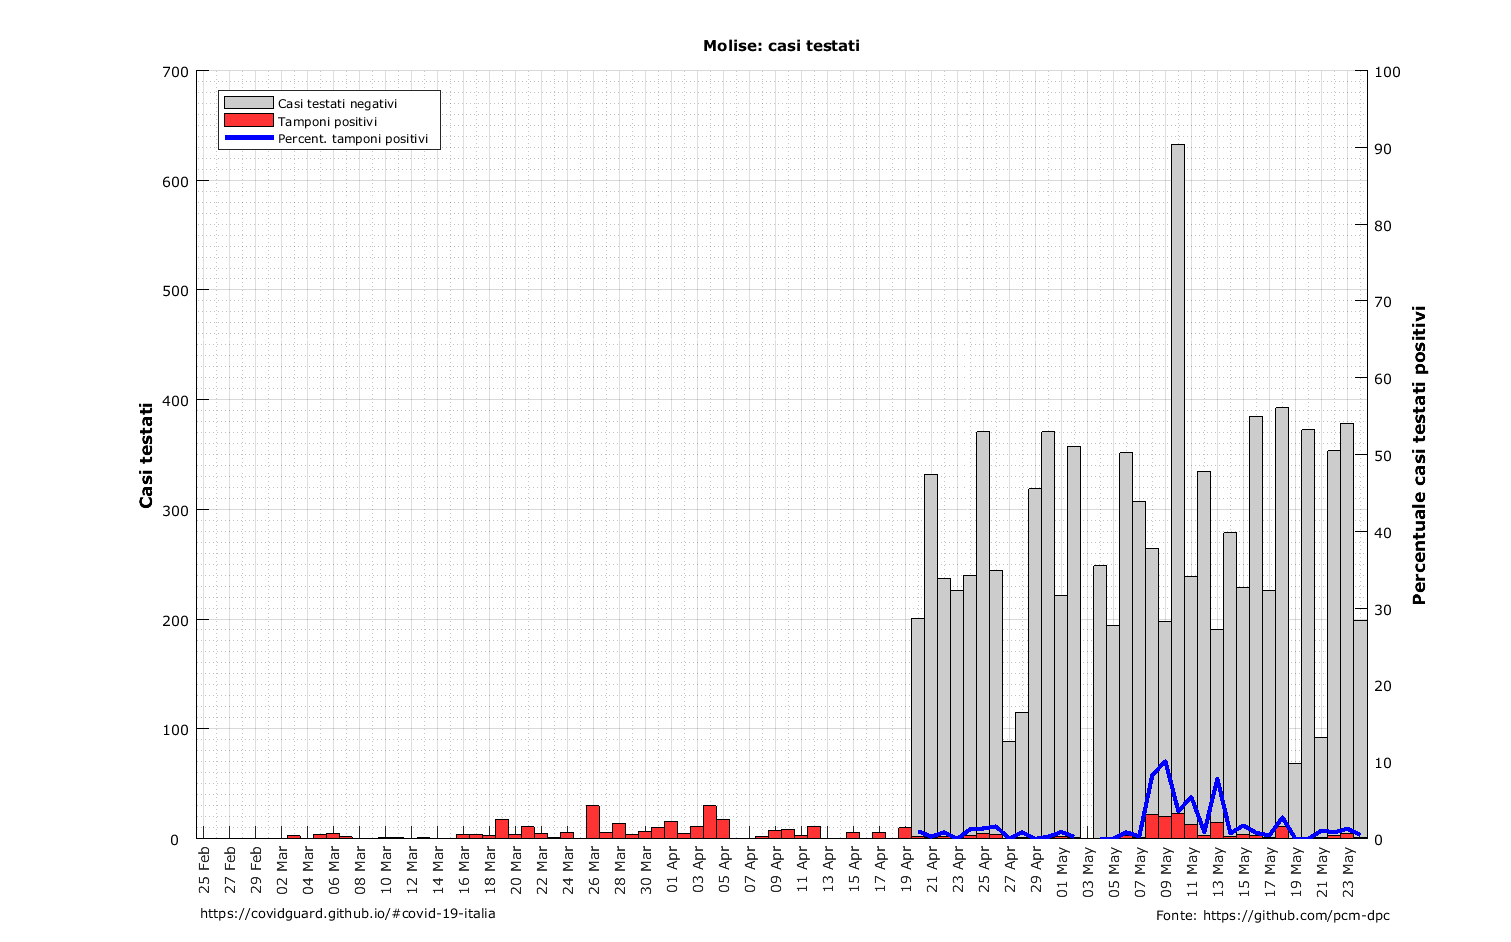 Molise: casi testati
Casi testati negativi
Tamponi positivi
Percent. tamponi positivi
Casi testati
700
600
500
400
300
200
100
0
100
90
80
70
60
50
40
30
20
10
0
Percentuale casi testati positivi
25 Feb
27 Feb
29 Feb
02 Mar
04 Mar
06 Mar
08 Mar
10 Mar
12 Mar
14 Mar
16 Mar
18 Mar
20 Mar
22 Mar
24 Mar
26 Mar
28 Mar
30 Mar
01 Apr
03 Apr
05 Apr
07 Apr
09 Apr
11 Apr
13 Apr
15 Apr
17 Apr
19 Apr
21 Apr
23 Apr
25 Apr
27 Apr
29 Apr
01 May
03 May
05 May
07 May
09 May
11 May
13 May
15 May
17 May
19 May
21 May
23 May
https://covidguard.github.io/#covid-19-italia
Fonte: https://github.com/pcm-dpc